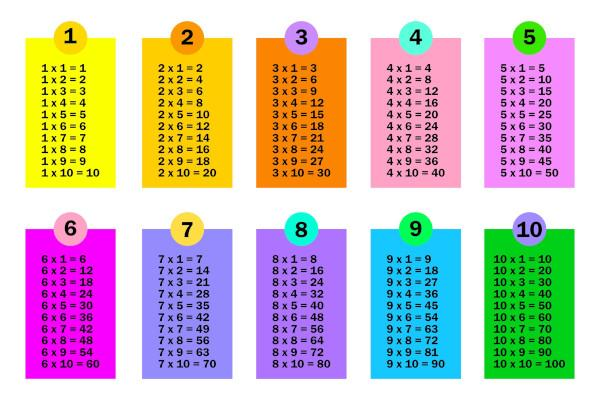 1
1 x 1 = 1
1 x 2 = 2
1 x 3 = 3
1 x 4 = 4
1 x 5 = 5
1 x 6 = 6
1 x 7 = 7
1 x 8 = 8
1 x 9 = 9
1 x 10 = 10
2
2 x 1 = 2
2 x 2 = 4
2 x 3 = 6
2 x 4 = 8
2 x 5 = 10
2 x 6 = 12
2 x 7 = 14
2 x 8 = 16
2 x 9 = 18
2 x 10 = 20
3
3 x 1 = 3
3 x 2 = 6
3 x 3 = 9
3 x 4 = 12
3 x 5 = 15
3 x 6 = 18
3 x 7 = 21
3 x 8 = 24
3 x 9 = 27
3 x 10 = 30
4
4 x 1 = 4
4 x 2 = 8
4 x 3 = 12
4 x 4 = 16
4 x 5 = 20
4 x 6 = 24
4 x 7 = 28
4 x 8 = 32
4 x 9 = 36
4 x 10 = 40
5
5 x 1 = 5
5 x 2 = 10
5 x 3 = 15
5 x 4 = 20
5 x 5 = 25
5 x 6 = 30
5 x 7 = 35
5 x 8 = 40
5 x 9 = 45
5 x 10 = 50
6
6 x 1 = 6
6 x 2 = 12
6 x 3 = 18
6 x 4 = 24
6 x 5 = 30
6 x 6 = 36
6 x 7 = 42
6 x 8 = 48
6 x 9 = 54
6 x 10 = 60
7
7 x 1 = 7
7 x 2 = 14
7 x 3 = 21
7 x 4 = 28
7 x 5 = 35
7 x 6 = 42
7 x 7 = 49
7 x 8 = 56
7 x 9 = 63
7 x 10 = 70
8
8 x 1 = 8
8 x 2 = 16
8 x 3 = 24
8 x 4 = 32
8 x 5 = 40
8 x 6 = 48
8 x 7 = 56
8 x 8 = 64
8 x 9 = 72
8 x 10 = 80
9
9 x 1 = 9
9 x 2 = 18
9 x 3 = 27
9 x 4 = 36
9 x 5 = 45
9 x 6 = 54
9 x 7 = 63
9 x 8 = 72
9 x 9 = 81
9 x 10 = 90
10
10 x 1 = 10
10 x 2 = 20
10 x 3 = 30
10 x 4 = 40
10 x 5 = 50
10 x 6 = 60
10 x 7 = 70
10 x 8 = 80
10 x 9 = 90
10 x 10 = 100